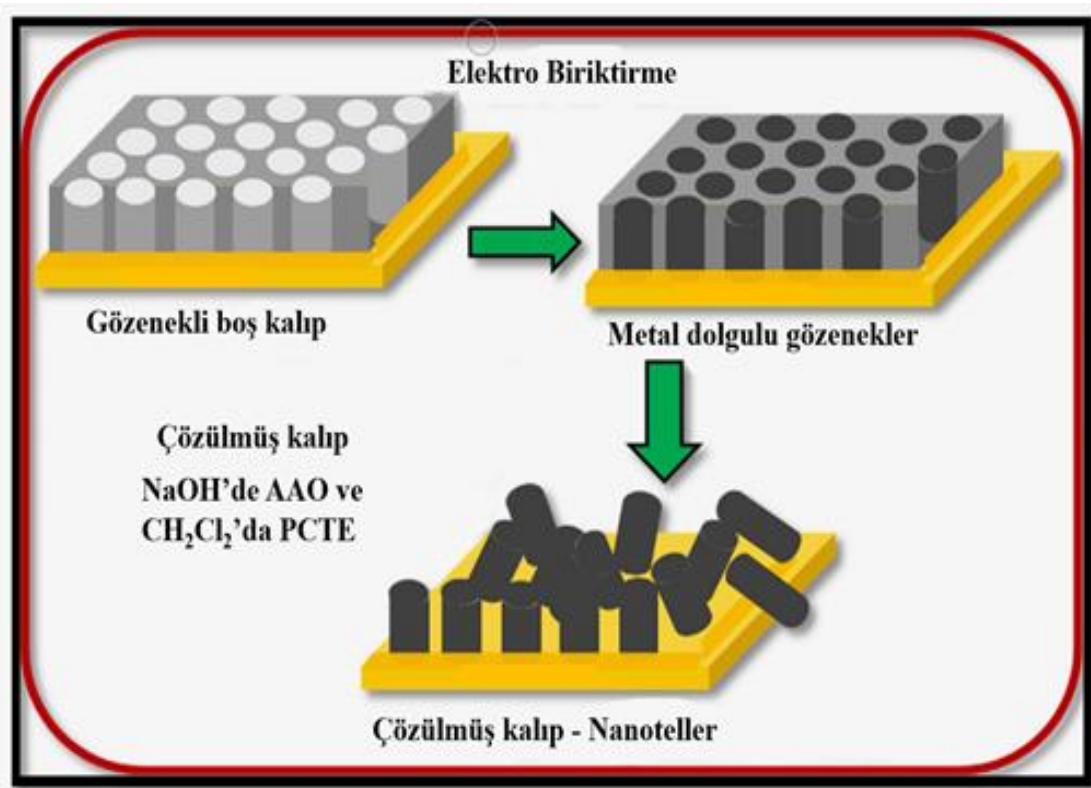 Elektro Biriktirme
Gözenekli boş kalıp
Metal dolgulu gözenekler
Çözülmüş kalıp
NaOH’de AAO ve
CH₂Cl₂’da PCTE
Çözülmüş kalıp - Nanoteller